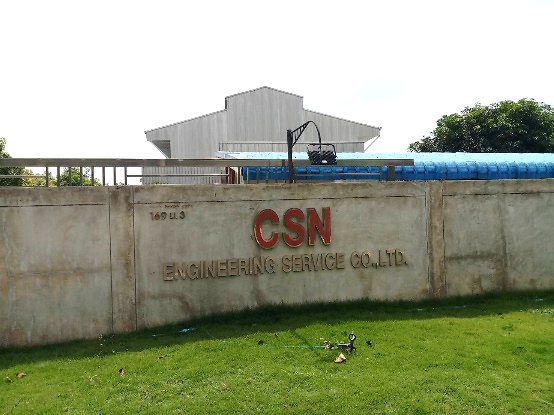 169 ม.3
CSN
ENGINEERING SERVICE CO.,LTD.